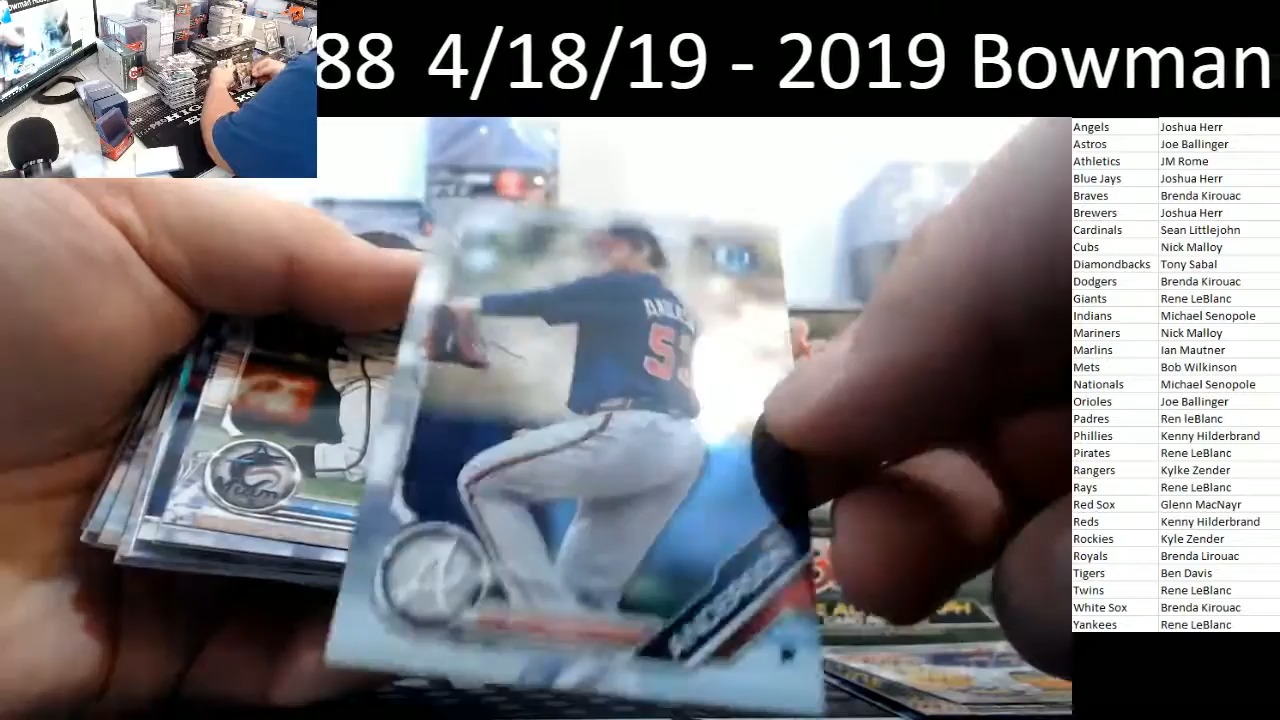 88 4/18/19 - 2019 Bowman
Angels Joshua Herr
Astros Joe Ballinger
Athletics JM Rome
Blue Jays Joshua Herr
Braves Brenda Kirouac
Brewers Joshua Herr
Cardinals Sean Littlejohn
Cubs Nick Malloy
Diamondbacks Tony Sabal
Dodgers Brenda Kirouac
Giants Rene LeBlanc
Indians Michael Senopole
Mariners Nick Malloy
Marlins Ian Mautner
Mets Bob Wilkinson
Nationals Michael Senopole
Orioles Joe Ballinger
Padres Ren leBlanc
Phillies Kenny Hilderbrand
Pirates Rene LeBlanc
Rangers Kylke Zender
Rays Rene LeBlanc
Red Sox Glenn MacNayr
Reds Kenny Hilderbrand
Rockies Kyle Zender
Royals Brenda Lirouac
Tigers Ben Davis
Twins Rene LeBlanc
White Sox Brenda Kirouac
Yankees Rene LeBlanc
53
A
ANDERSON